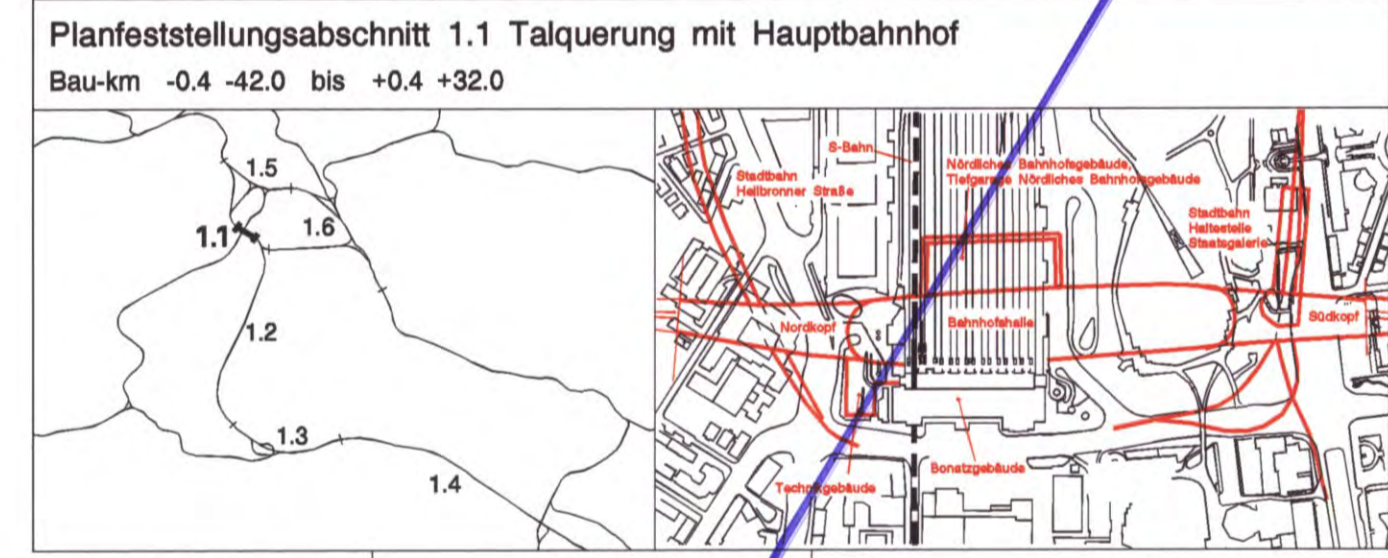 Planfeststellungsabschnitt 1.1 Talquerung mit Hauptbahnhof
Bau-km -0.4 -42.0 bis +0.4 +32.0
1.5
1.1
1.6
1.2
1.3
1.4
S-Bahn
Stadtbahn
Heilbronner Straße
Nördliches Bahnhofsgebäude,
Tiefgarage Nördliches Bahnhofsgebäude
Stadtbahn
Haltestelle
Staatsgalerie
Nordkopf
Bahnhofshalle
Südkopf
Bonatzgebäude
Technikgebäude